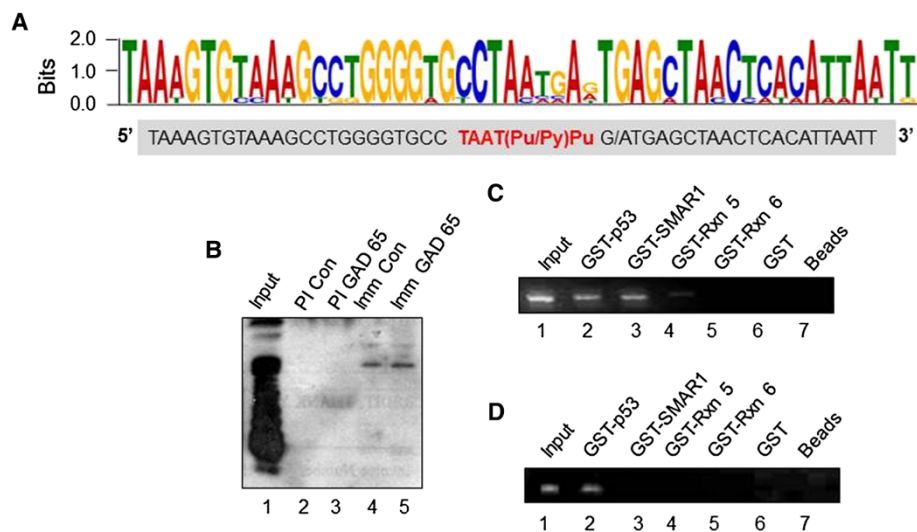 A
Bits
2.0
1.0
0.0
TAAAGTGTAAAGCCTGGGGTGCCTAATGAGTGAGCTAACTCACATTAATT
5’ TAAAGTGTAAAGCCTGGGGTGCC TAAT(Pu/Py)Pu G/ATGAGCTAACTCACATTAATT 3’
B
Input PI Con PI GAD 65 Imm Con Imm GAD 65
1 2 3 4 5
C
Input GST-p53 GST-SMAR1 GST-Rxn 5 GST-Rxn 6 GST Beads
1 2 3 4 5 6 7
D
Input GST-p53 GST-SMAR1 GST-Rxn 5 GST-Rxn 6 GST Beads
1 2 3 4 5 6 7